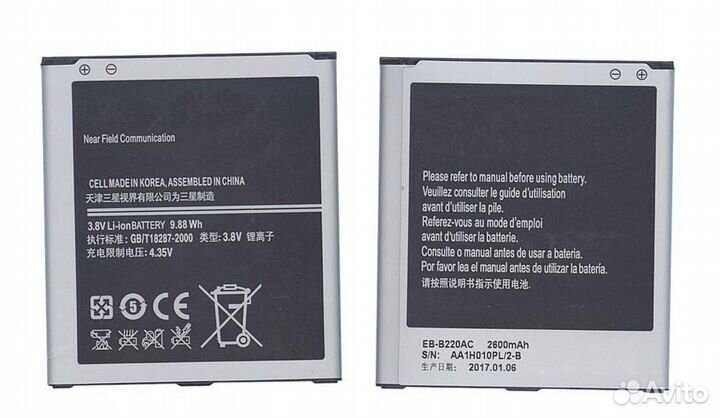 Near Field Communication
CELL MADE IN KOREA, ASSEMBLED IN CHINA
天津三星视界有限公司为三星制造
3.8V Li-ion BATTERY 9.88 Wh
执行标准: GB/T18287-2000 类型: 3.8V 锂离子
充电限制电压: 4.35V
5
Please refer to manual before using battery.
Veuillez consulter le guide d'utilisation
avant d'utiliser la pile.
Referez-vous au mode d'emploi
avant d'utiliser la batterie.
Consulte o manual antes de usar a bateria.
Por favor lea el manual antes de utilizar la batería.
请按照说明书指示使用电池.
EB-B220AC 2600mAh
S/N: AA1H010PL/2-B
生产日期: 2017.01.06
Avito